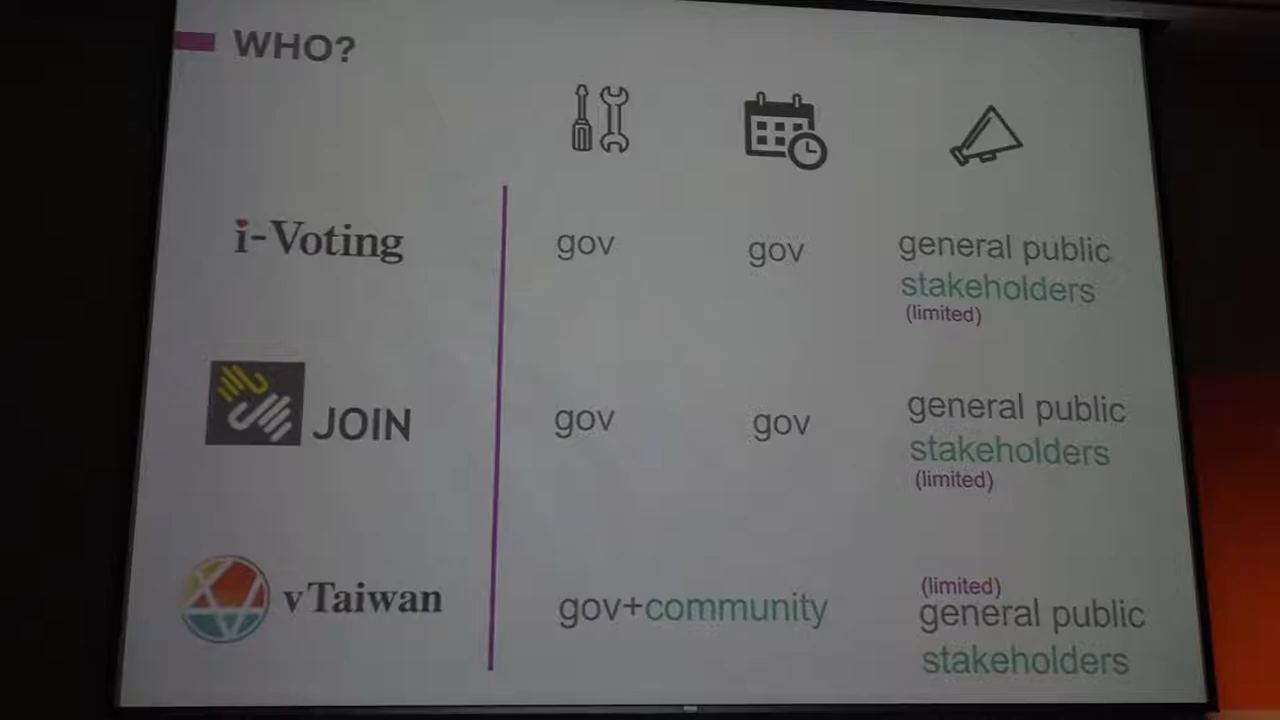 WHO?
i-Voting
gov
gov
general public
stakeholders
(limited)
JOIN
gov
gov
general public
stakeholders
(limited)
vTaiwan
gov+community
(limited)
general public
stakeholders